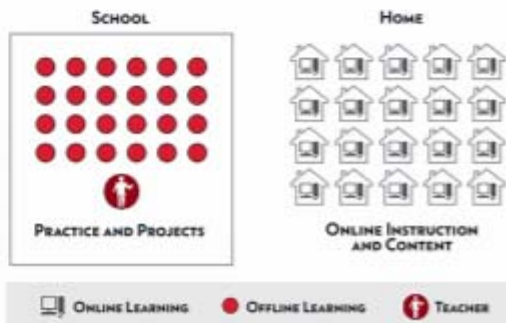 SCHOOL
HOME
PRACTICE AND PROJECTS
ONLINE INSTRUCTION
AND CONTENT
ONLINE LEARNING
OFFLINE LEARNING
TEACHER